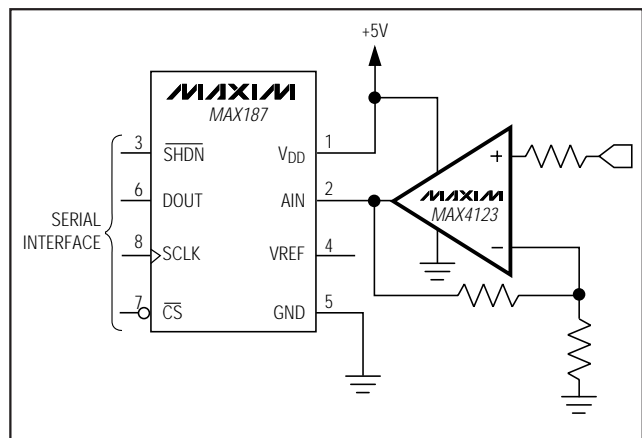 +5V
MAXIM
MAX187
3 SHDN
VDD 1
6 DOUT
AIN 2
SERIAL
INTERFACE
8 SCLK
VREF 4
7 CS
GND 5
+
MAXIM
MAX4123
−